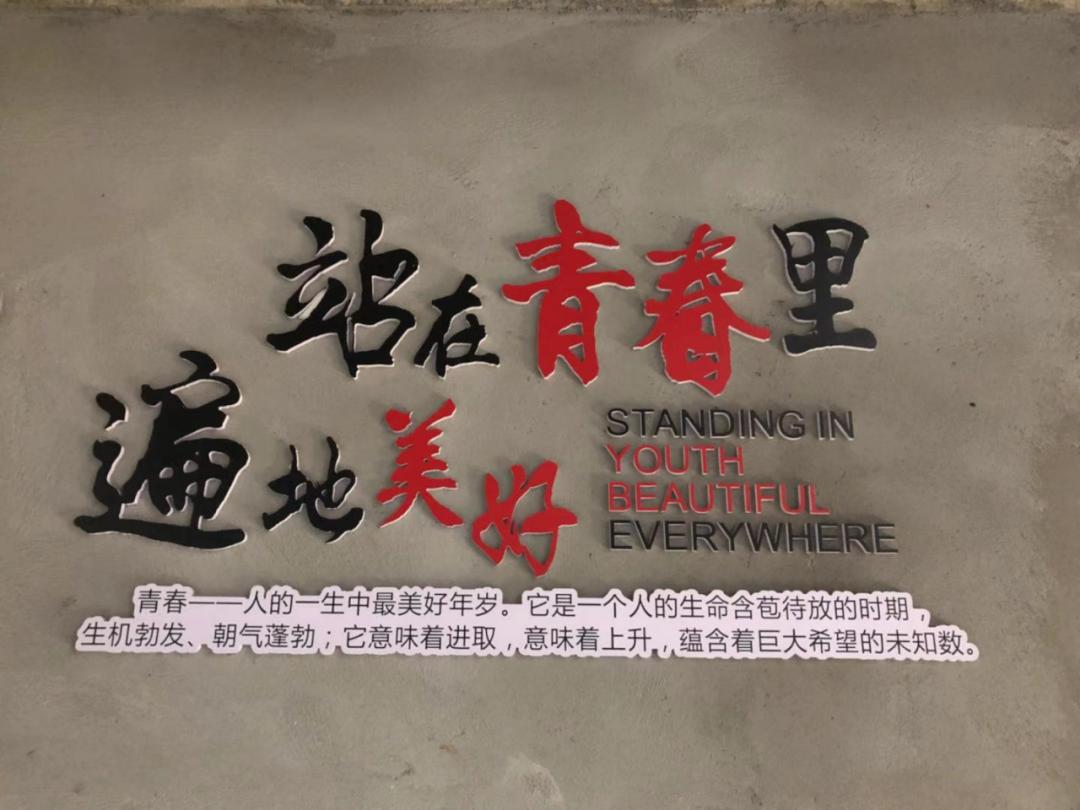 站在青春里
遍地美好
STANDING IN
YOUTH
BEAUTIFUL
EVERYWHERE
青春——人的一生中最美好年岁。它是一个人的生命含苞待放的时期，
生机勃发、朝气蓬勃；它意味着进取，意味着上升，蕴含着巨大希望的未知数。